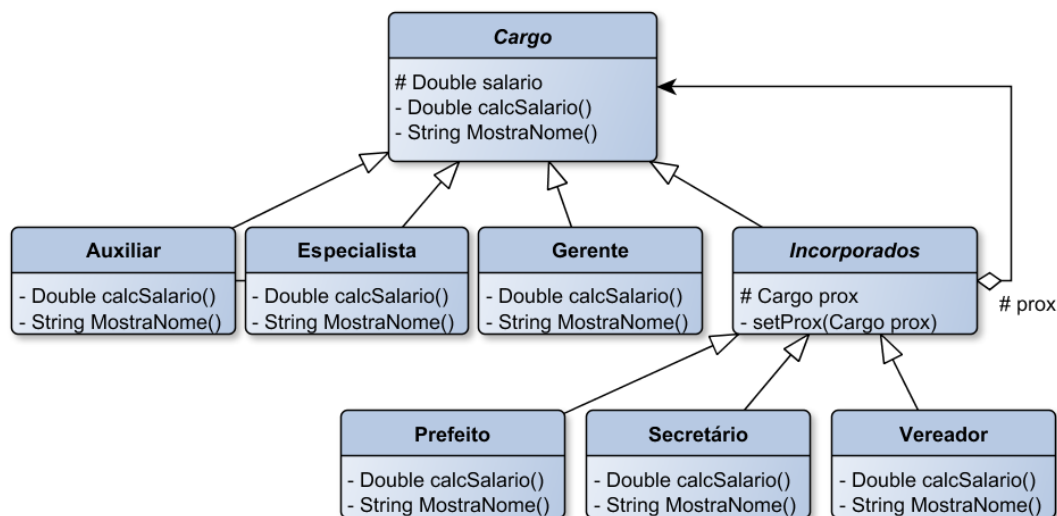 Cargo
# Double salario
- Double calcSalario()
- String MostraNome()
Auxiliar
- Double calcSalario()
- String MostraNome()
Especialista
- Double calcSalario()
- String MostraNome()
Gerente
- Double calcSalario()
- String MostraNome()
Incorporados
# Cargo prox
- setProx(Cargo prox)
# prox
Prefeito
- Double calcSalario()
- String MostraNome()
Secretário
- Double calcSalario()
- String MostraNome()
Vereador
- Double calcSalario()
- String MostraNome()